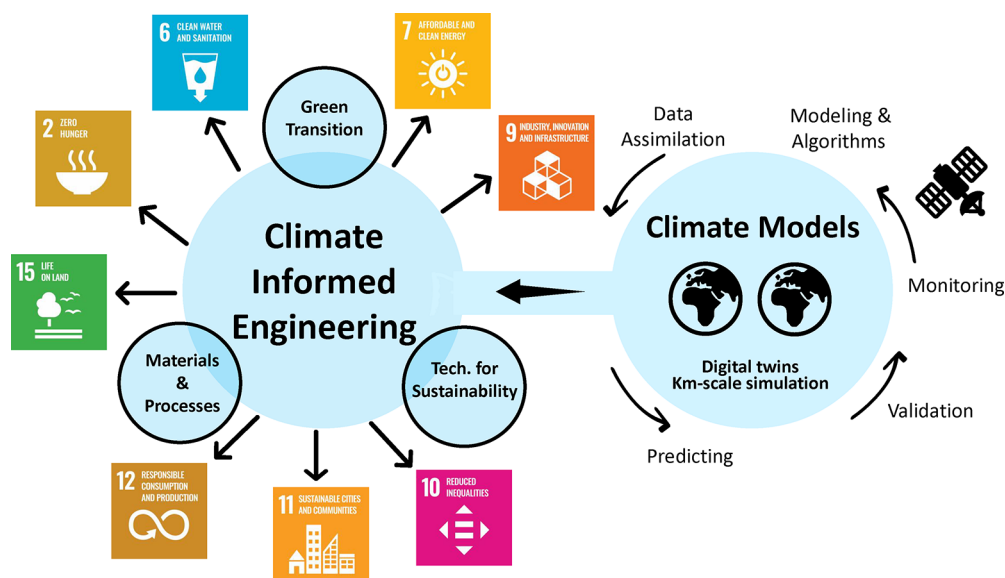 6 CLEAN WATER
AND SANITATION
7 AFFORDABLE AND
CLEAN ENERGY
Green
Transition
2 ZERO
HUNGER
9 INDUSTRY, INNOVATION
AND INFRASTRUCTURE
Data
Assimilation
Modeling &
Algorithms
Climate
Informed
Engineering
Climate Models
15 LIFE
ON LAND
Monitoring
Materials
&
Processes
Tech. for
Sustainability
Digital twins
Km-scale simulation
Validation
Predicting
12 RESPONSIBLE
CONSUMPTION
AND PRODUCTION
11 SUSTAINABLE CITIES
AND COMMUNITIES
10 REDUCED
INEQUALITIES